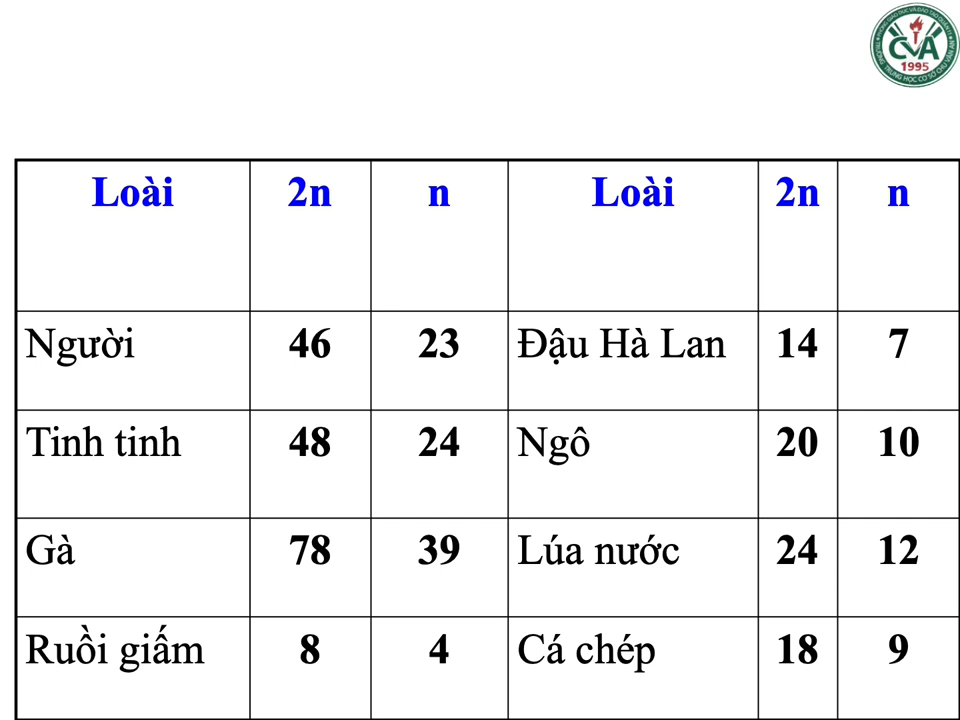 CVA
1995
Loài 2n n Loài 2n n
Người 46 23 Đậu Hà Lan 14 7
Tinh tinh 48 24 Ngô 20 10
Gà 78 39 Lúa nước 24 12
Ruồi giấm 8 4 Cá chép 18 9